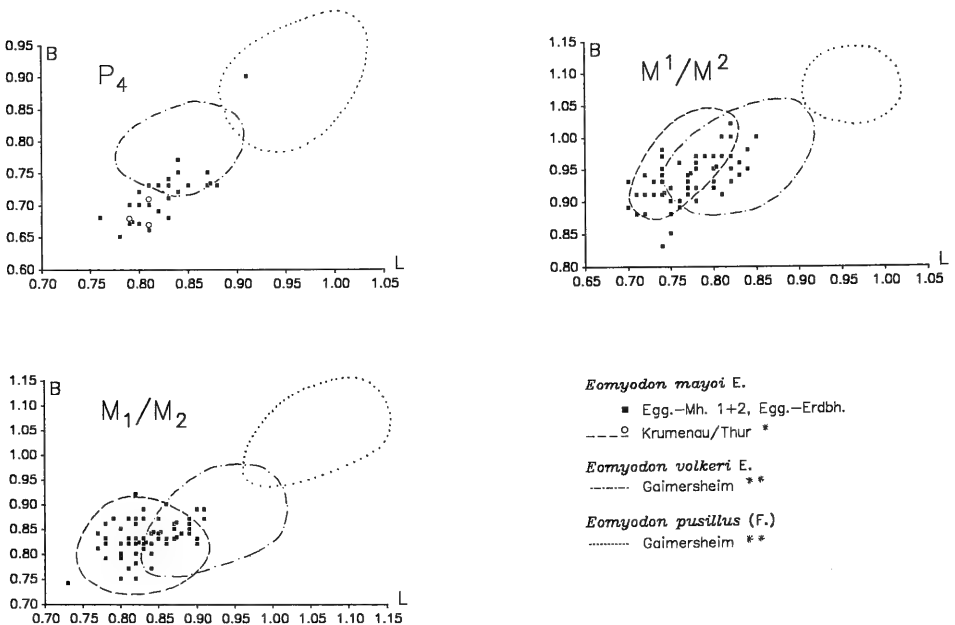 B
P4
0.95
0.90
0.85
0.80
0.75
0.70
0.65
0.60
0.70 0.75 0.80 0.85 0.90 0.95 1.00 1.05
L
B
M1/M2
1.15
1.10
1.05
1.00
0.95
0.90
0.85
0.80
0.65 0.70 0.75 0.80 0.85 0.90 0.95 1.00 1.05
L
B
M1/M2
1.15
1.10
1.05
1.00
0.95
0.90
0.85
0.80
0.75
0.70
0.70 0.75 0.80 0.85 0.90 0.95 1.00 1.05 1.10 1.15
L
Eomyodon mayoi E.
Egg.-Mh. 1+2, Egg.-Erdbh.
Krumenau/Thur *
Eomyodon volkeri E.
Gaimersheim **
Eomyodon pusillus (F.)
Gaimersheim **